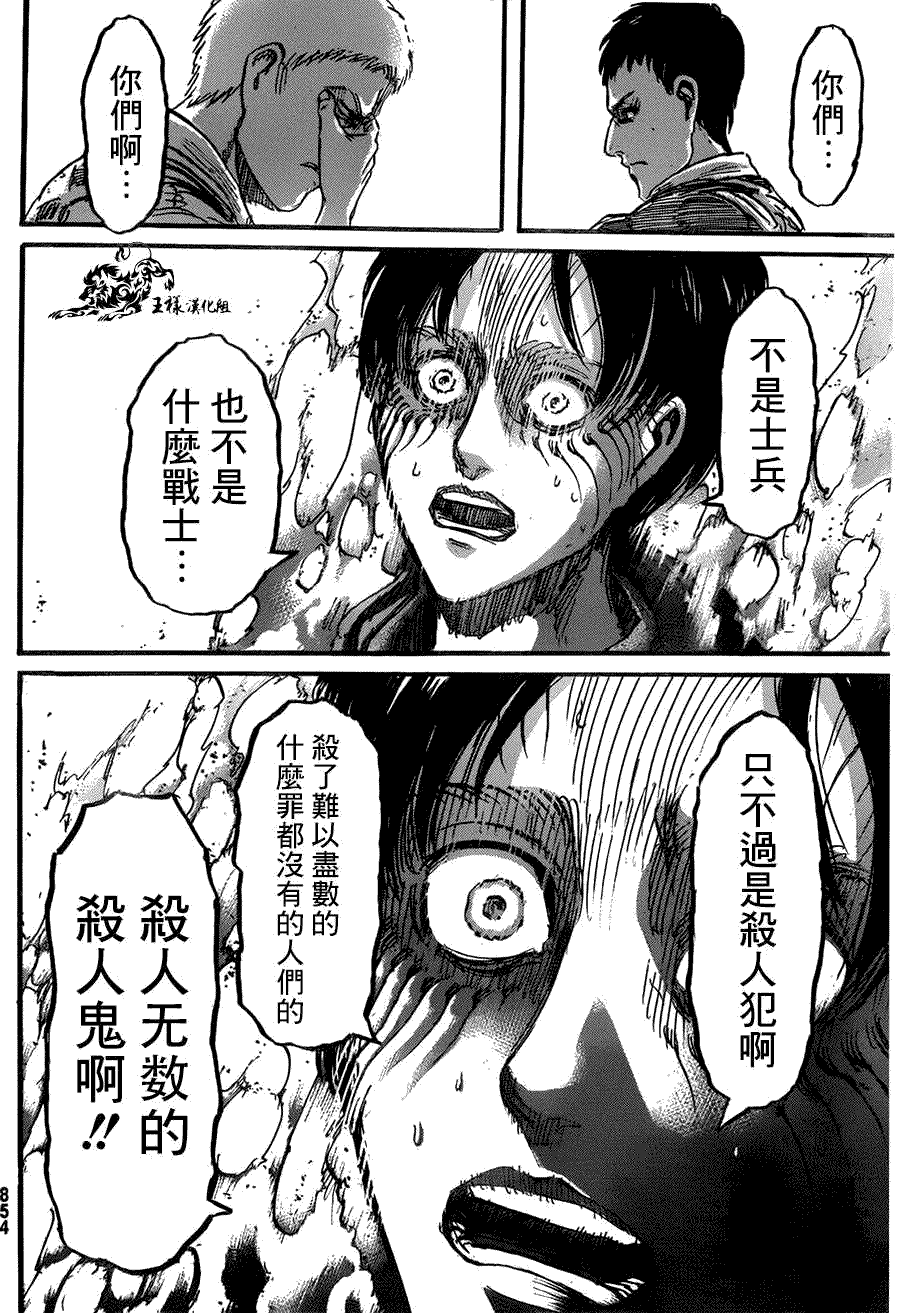 你們…
你們啊…
王樣漢化組
不是士兵
也不是
什麼戰士…
只不過是殺人犯啊
殺了難以盡數的
什麼罪都沒有的人們的
殺人无数的
殺人鬼啊!!
854